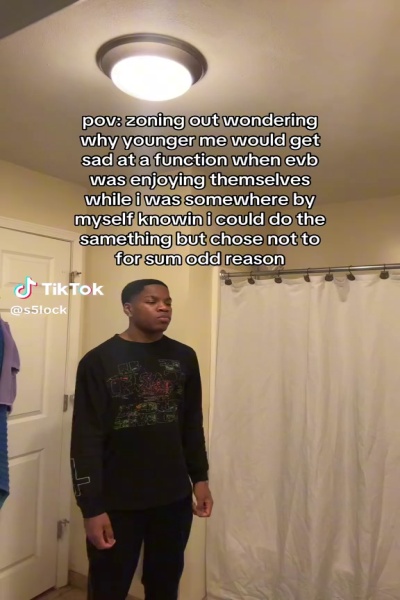 pov: zoning out wondering
why younger me would get
sad at a function when evb
was enjoying themselves
while i was somewhere by
myself knowin i could do the
samething but chose not to
for sum odd reason
TikTok
@s5lock